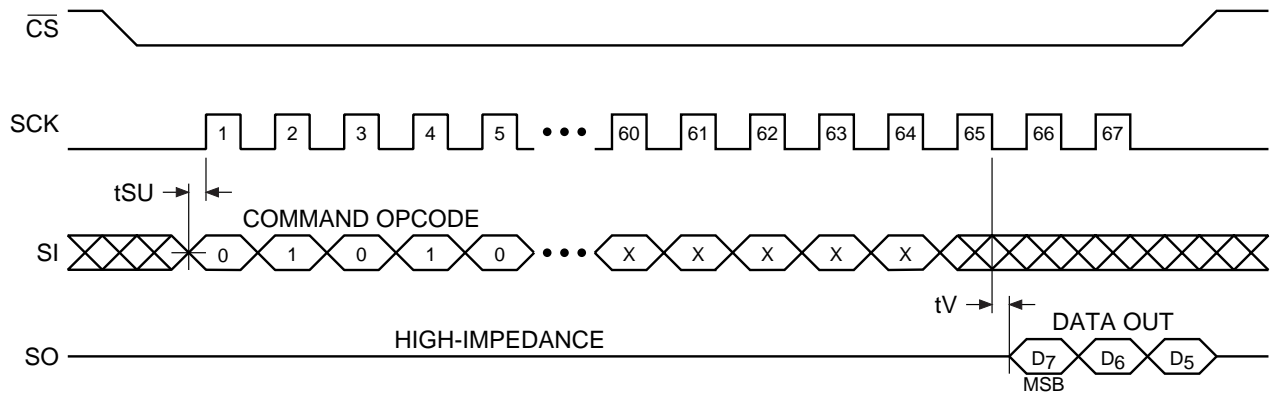 CS
SCK
1 2 3 4 5 ••• 60 61 62 63 64 65 66 67
tSU
COMMAND OPCODE
SI
0 1 0 1 0 ••• X X X X X
tV
DATA OUT
HIGH-IMPEDANCE
SO
D7 D6 D5
MSB